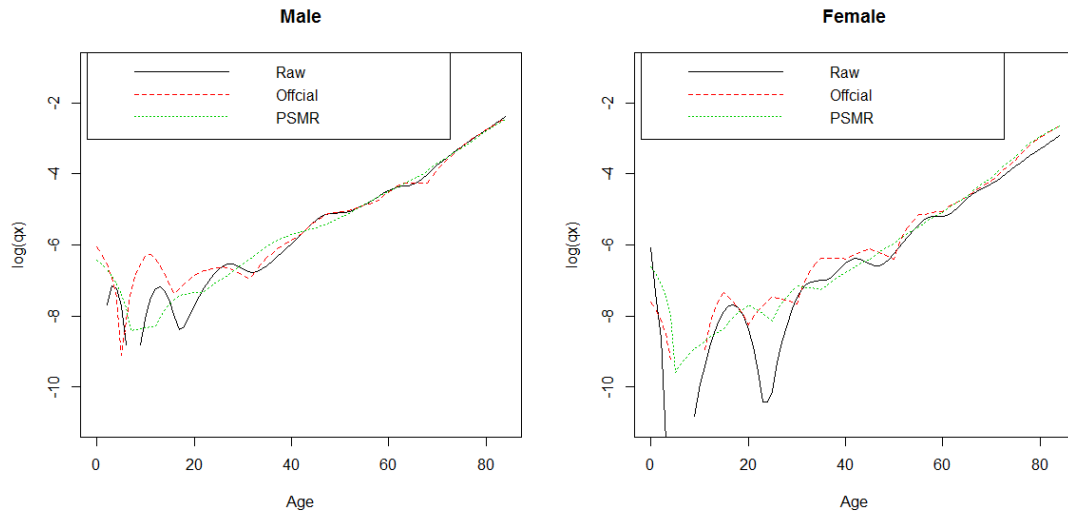 Male
Raw
Offcial
PSMR
log(qx)
-2
-4
-6
-8
-10
0 20 40 60 80
Age
Female
Raw
Offcial
PSMR
log(qx)
-2
-4
-6
-8
-10
0 20 40 60 80
Age